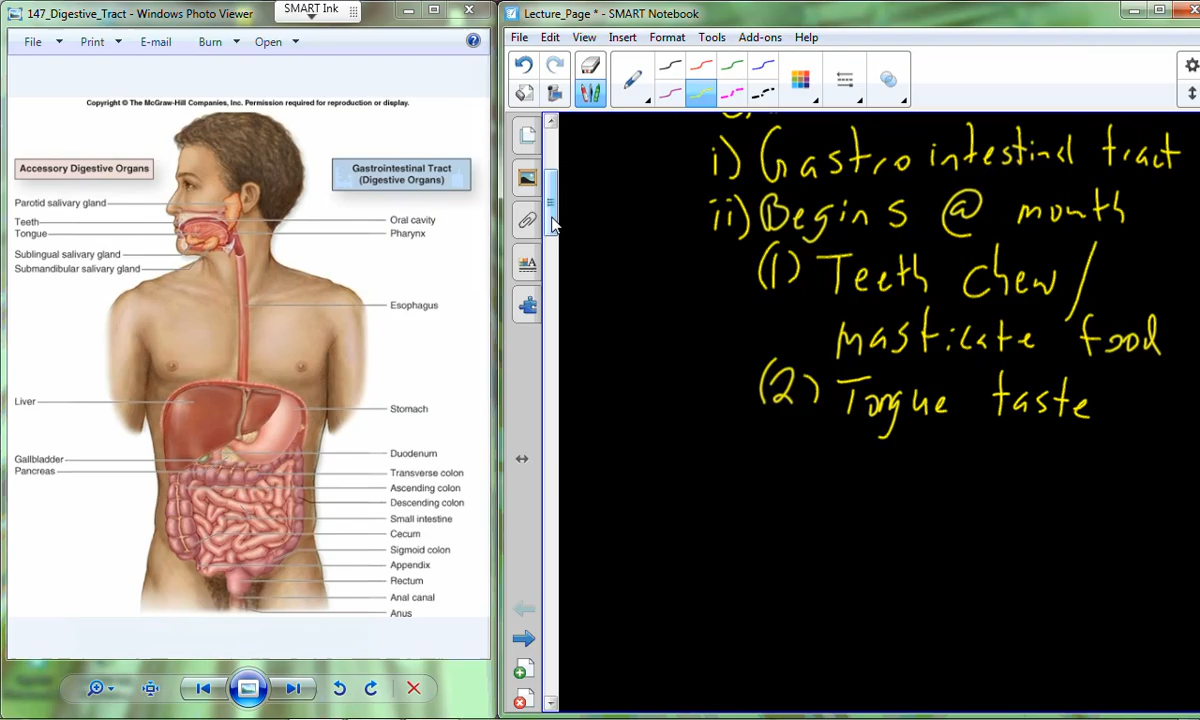 147_Digestive_Tract - Windows Photo Viewer
SMART Ink
File Print E-mail Burn Open
Copyright © The McGraw-Hill Companies, Inc. Permission required for reproduction or display.
Accessory Digestive Organs
Gastrointestinal Tract
(Digestive Organs)
Parotid salivary gland
Teeth
Tongue
Sublingual salivary gland
Submandibular salivary gland
Liver
Gallbladder
Pancreas
Oral cavity
Pharynx
Esophagus
Stomach
Duodenum
Transverse colon
Ascending colon
Descending colon
Small intestine
Cecum
Sigmoid colon
Appendix
Rectum
Anal canal
Anus
Lecture_Page * - SMART Notebook
File Edit View Insert Format Tools Add-ons Help
i) Gastrointestinal tract
ii) Begins @ mouth
(1) Teeth chew/
masticate food
(2) Tongue taste